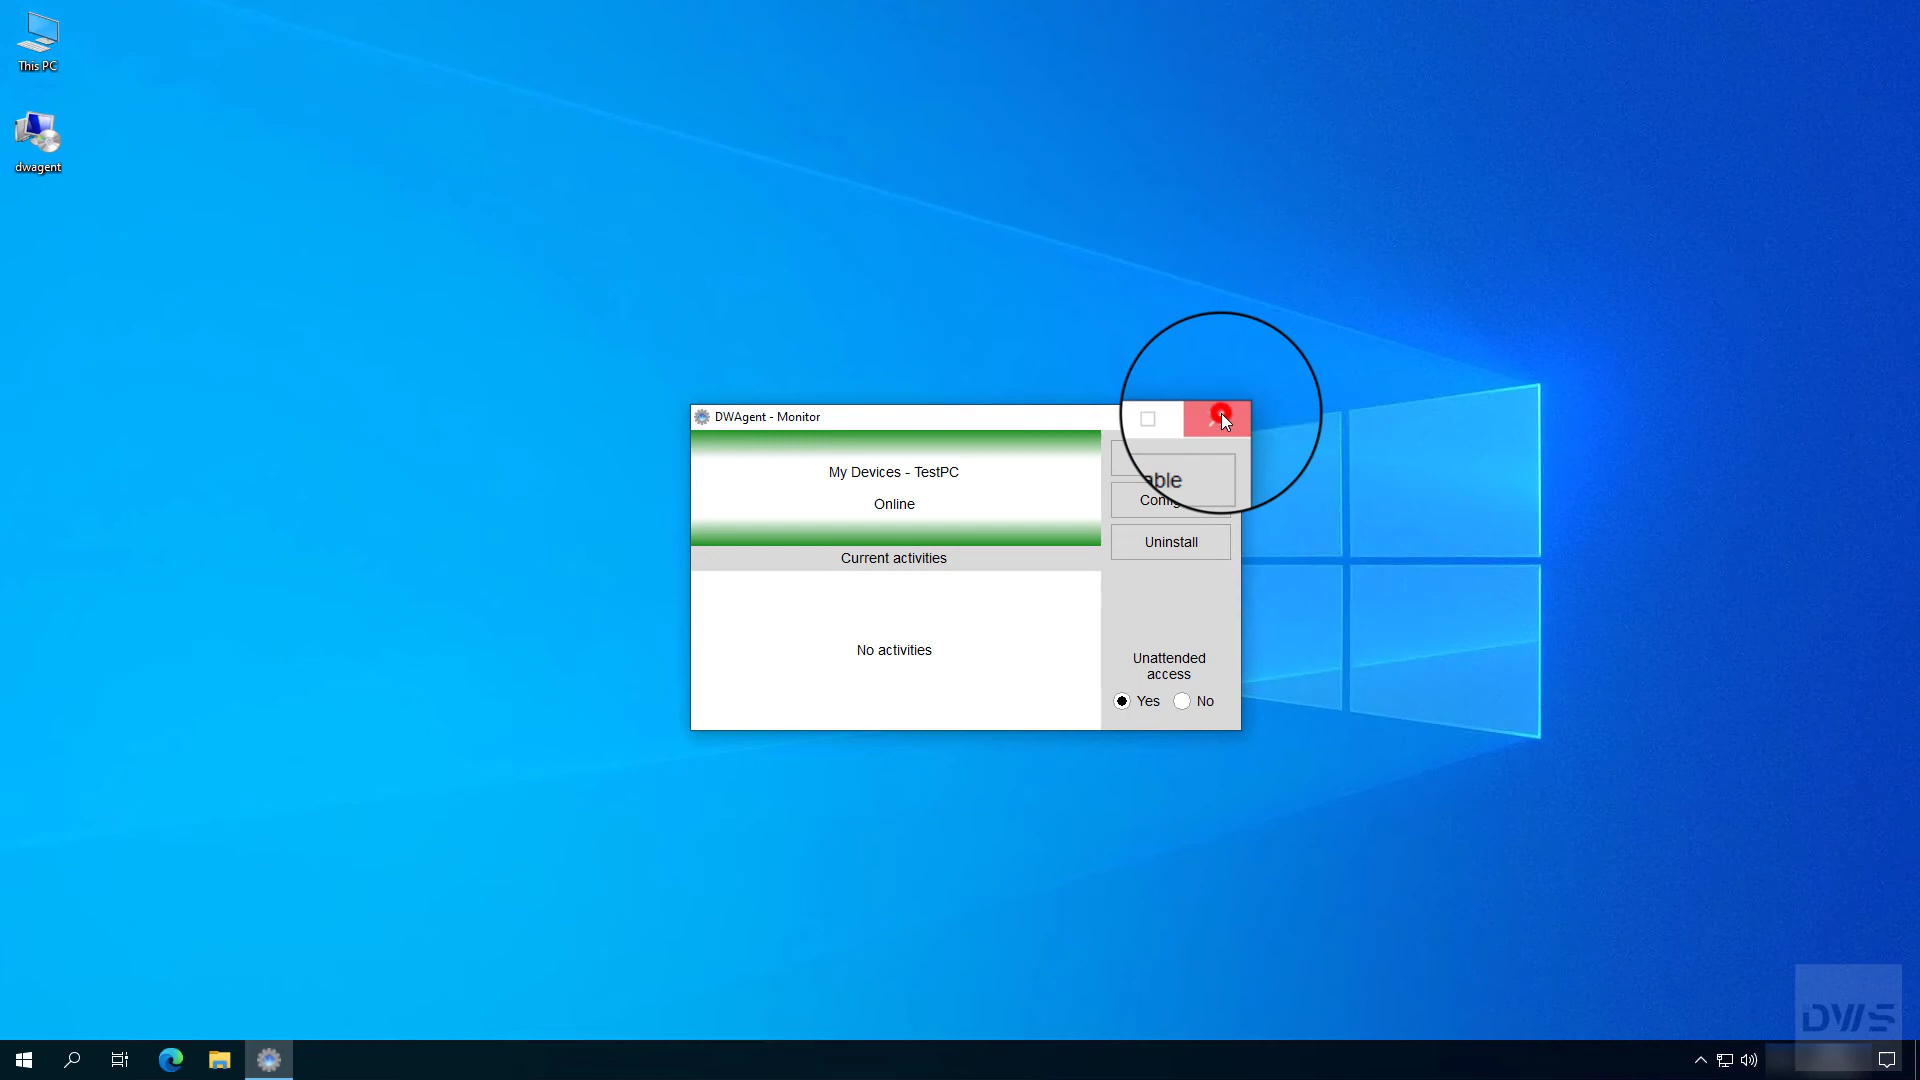 This PC
dwagent
DWAgent - Monitor
My Devices - TestPC
Online
Current activities
No activities
Uninstall
Unattended
access
Yes No
DWS